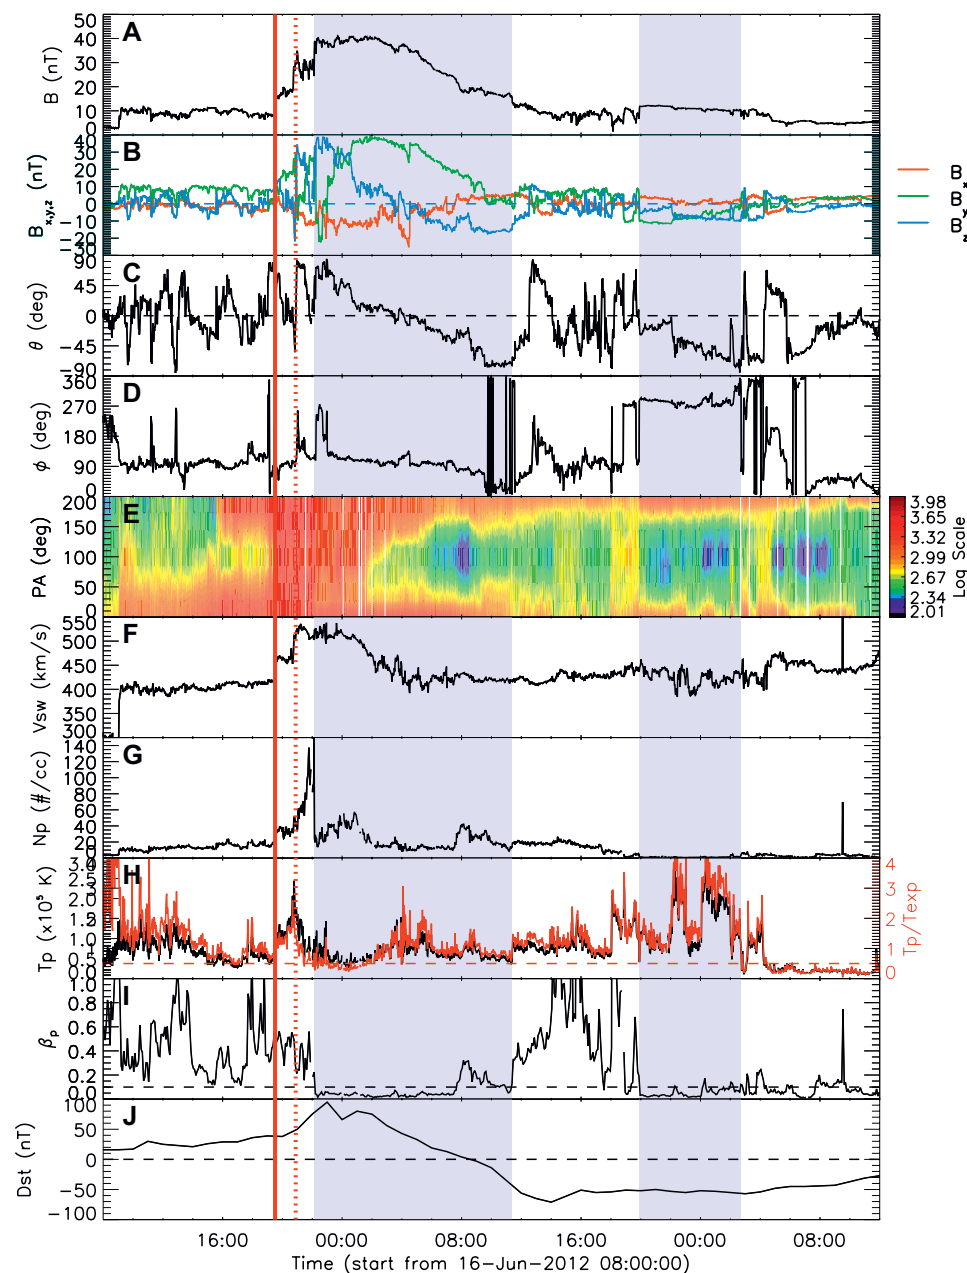 A
B (nT)
50
40
30
20
10
0
B
Bx,y,z (nT)
40
30
20
10
0
−10
−20
−30
Bx
By
Bz
C
θ (deg)
90
45
0
−45
−90
D
ϕ (deg)
360
270
180
90
0
E
PA (deg)
200
150
100
50
0
3.98
3.65
3.32
2.99
2.67
2.34
2.01
Log Scale
F
Vsw (km/s)
550
500
450
400
350
300
G
Np (#/cc)
140
120
100
80
60
40
20
0
H
Tp (x10⁵ K)
3.0
2.5
1.5
1.0
0.5
0.0
4
3
2
1
0
Tp/Texp
I
βp
1.0
0.8
0.6
0.4
0.2
0.0
J
Dst (nT)
100
50
0
−50
−100
16:00 00:00 08:00 16:00 00:00 08:00
Time (start from 16−Jun−2012 08:00:00)